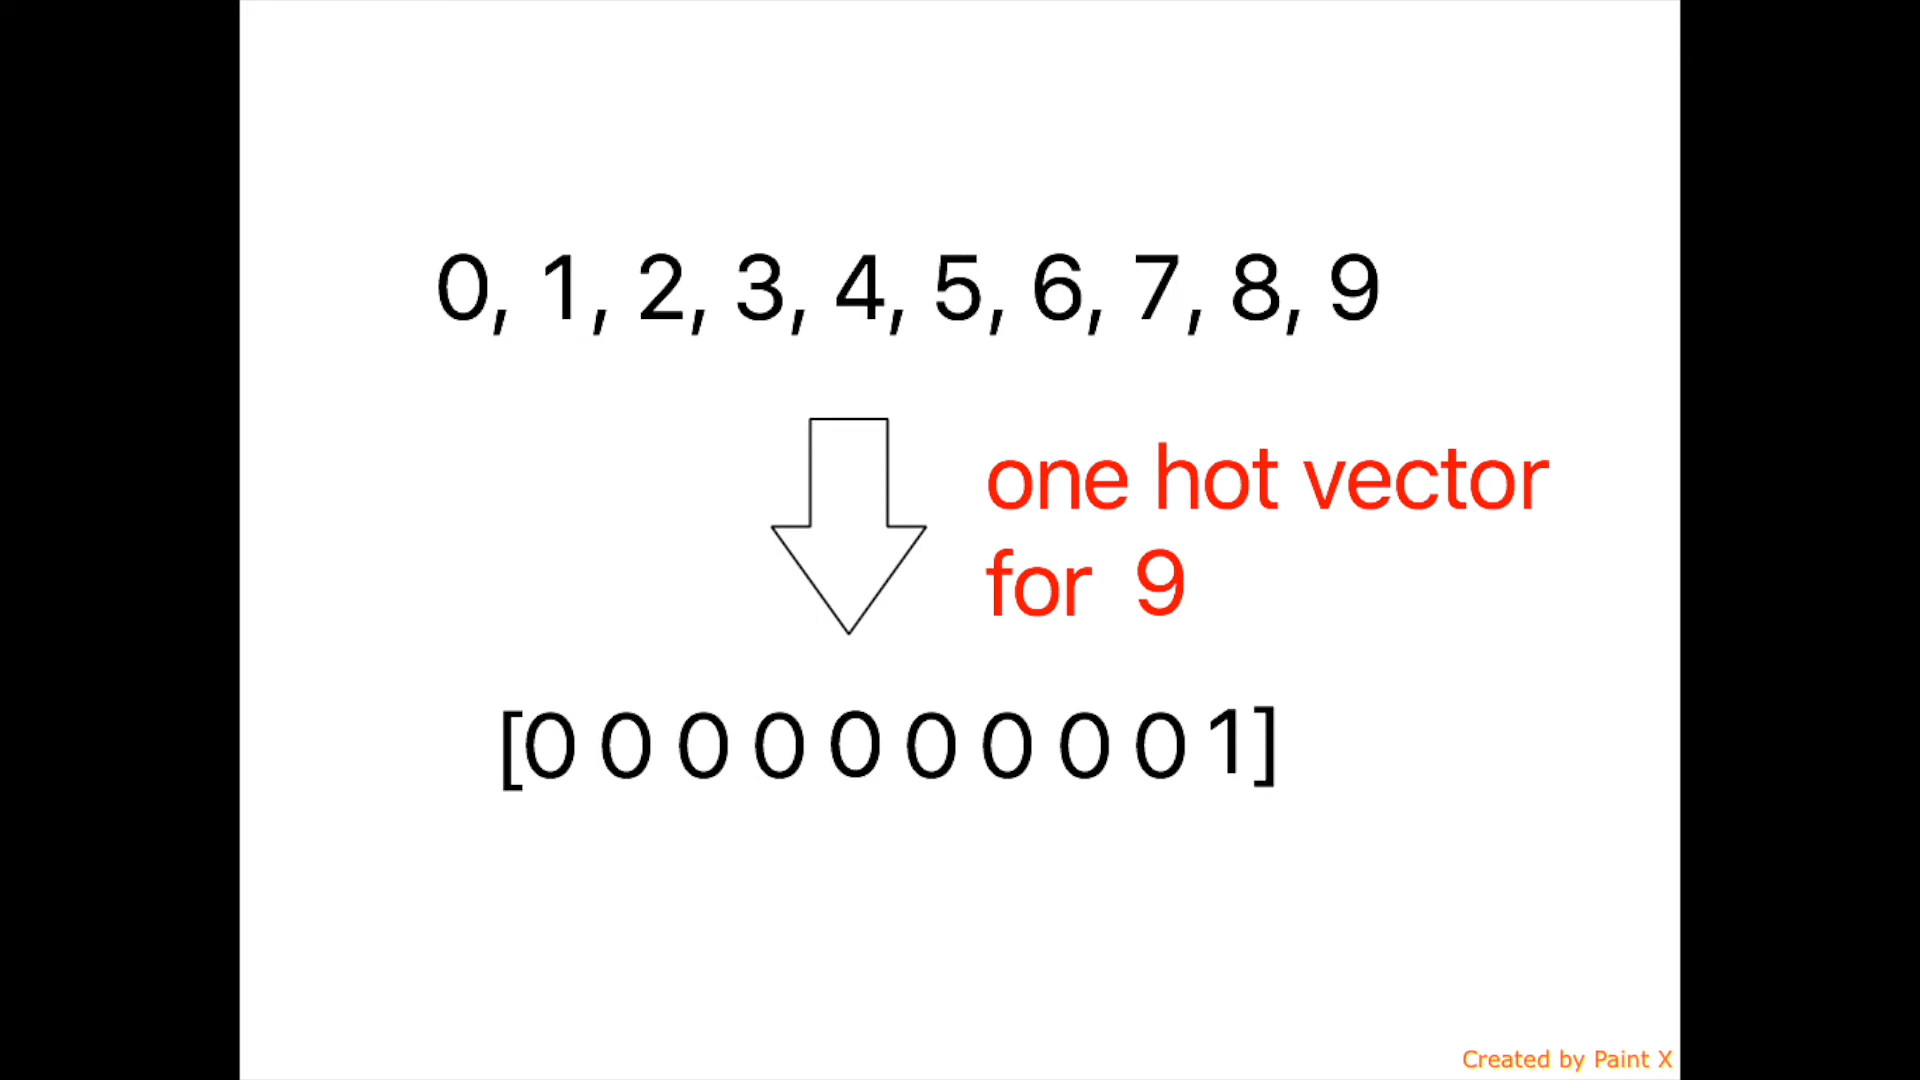 0, 1, 2, 3, 4, 5, 6, 7, 8, 9
one hot vector
for 9
[0 0 0 0 0 0 0 0 0 1]
Created by Paint X